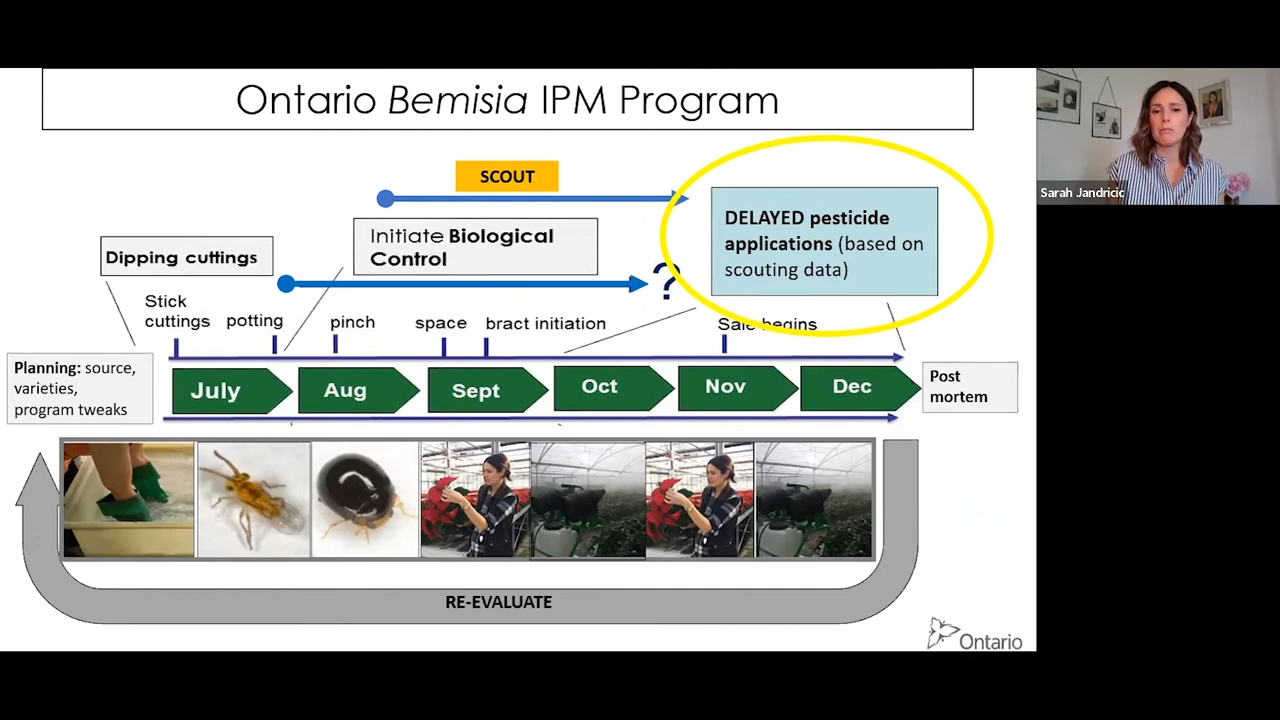 Ontario Bemisia IPM Program
Sarah Jandricic
SCOUT
DELAYED pesticide
applications (based on
scouting data)
Initiate Biological
Control
Dipping cuttings
?
Stick
cuttings
potting
pinch
space
bract initiation
Sale begins
Planning: source,
varieties,
program tweaks
July
Aug
Sept
Oct
Nov
Dec
Post
mortem
RE-EVALUATE
Ontario